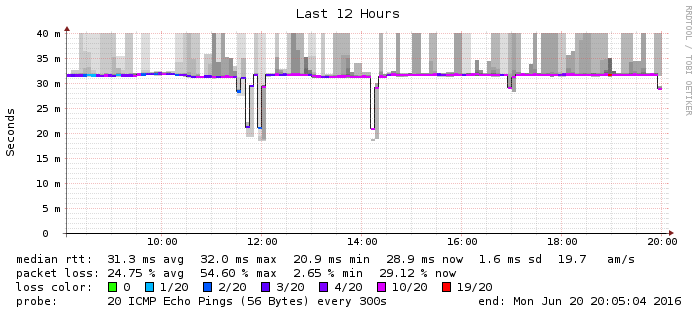 Last 12 Hours
RRDTOOL / TOBI OETIKER
Seconds
40 m
35 m
30 m
25 m
20 m
15 m
10 m
5 m
0
10:00 12:00 14:00 16:00 18:00 20:00
median rtt: 31.3 ms avg 32.0 ms max 20.9 ms min 28.9 ms now 1.6 ms sd 19.7 am/s
packet loss: 24.75 % avg 54.60 % max 2.65 % min 29.12 % now
loss color: 0 1/20 2/20 3/20 4/20 10/20 19/20
probe: 20 ICMP Echo Pings (56 Bytes) every 300s end: Mon Jun 20 20:05:04 2016